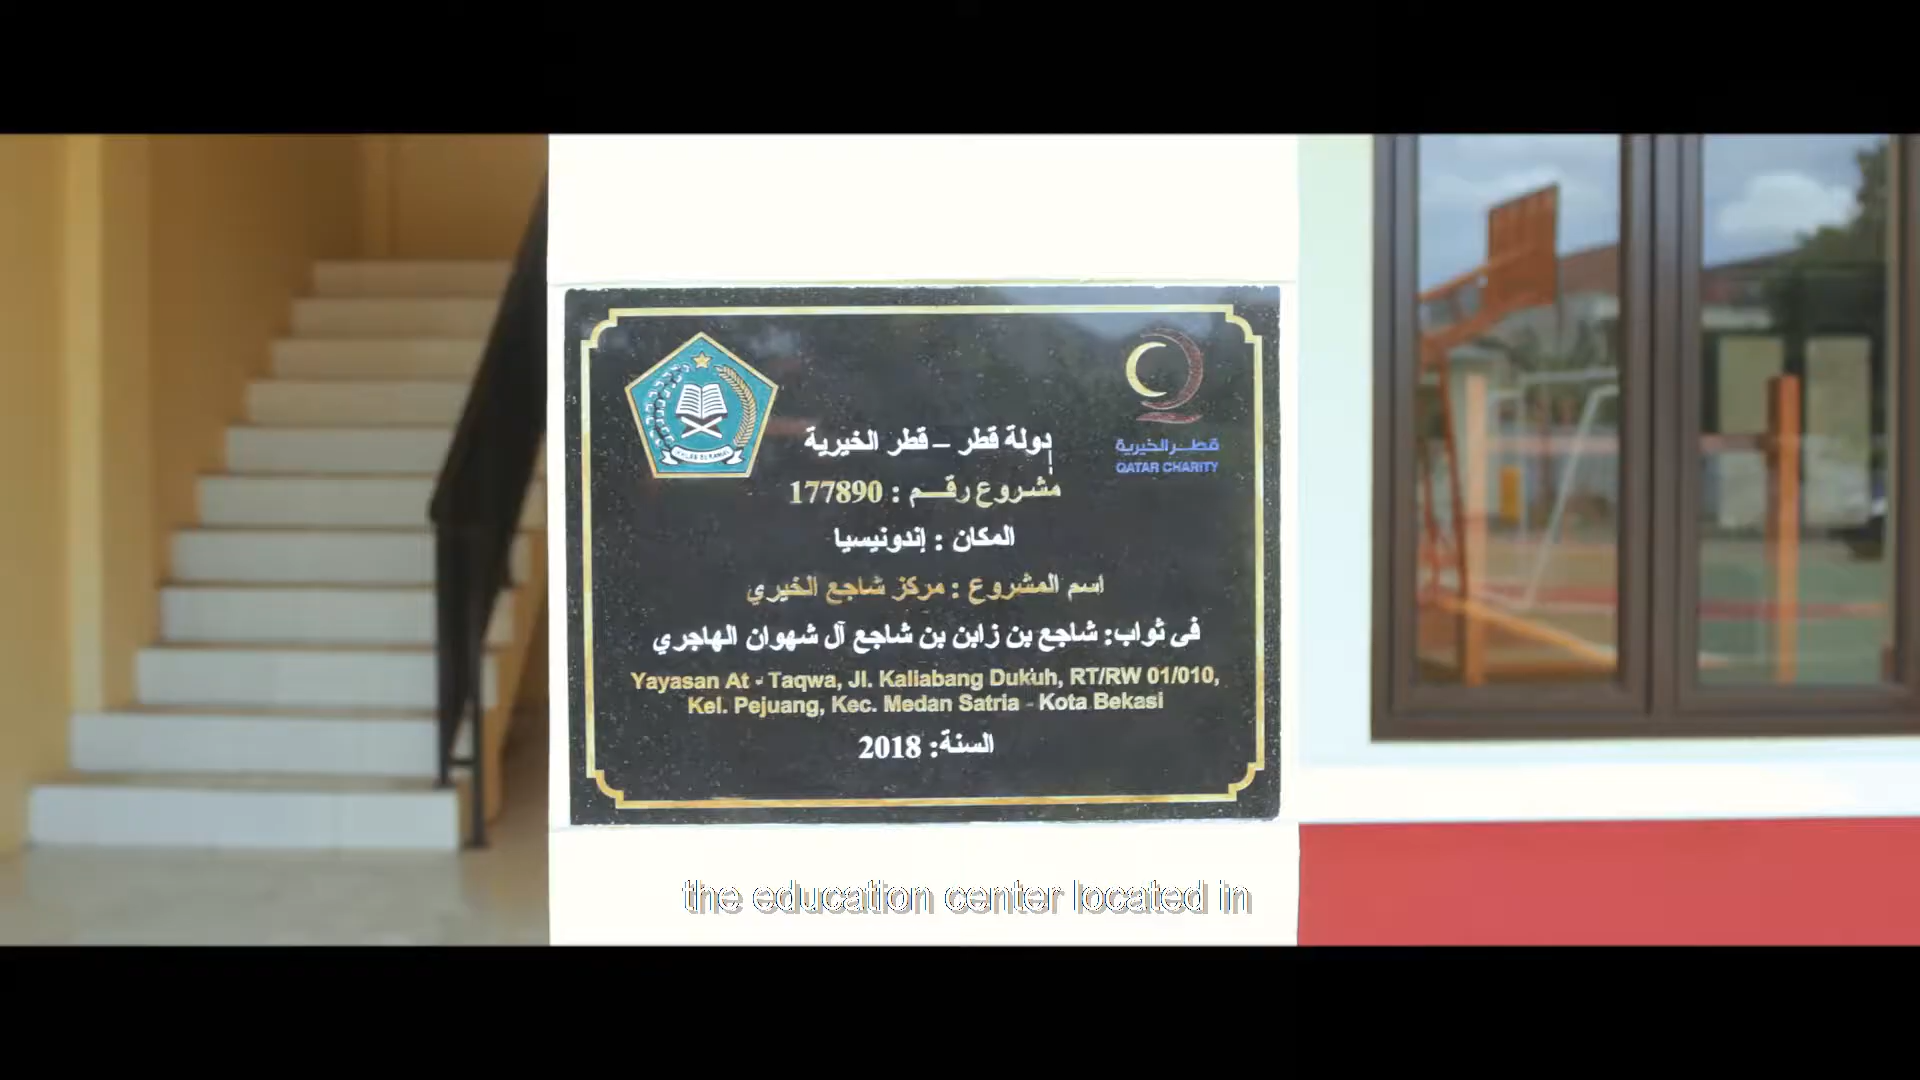 دولة قطر – قطر الخيرية
قطر الخيرية
QATAR CHARITY
مشروع رقم : 177890
المكان : إندونيسيا
اسم المشروع : مركز شاجع الخيري
فى ثواب: شاجع بن زابن بن شاجع آل شهوان الهاجري
Yayasan At - Taqwa, Jl. Kaliabang Dukuh, RT/RW 01/010,
Kel. Pejuang, Kec. Medan Satria - Kota Bekasi
السنة: 2018
the education center located in